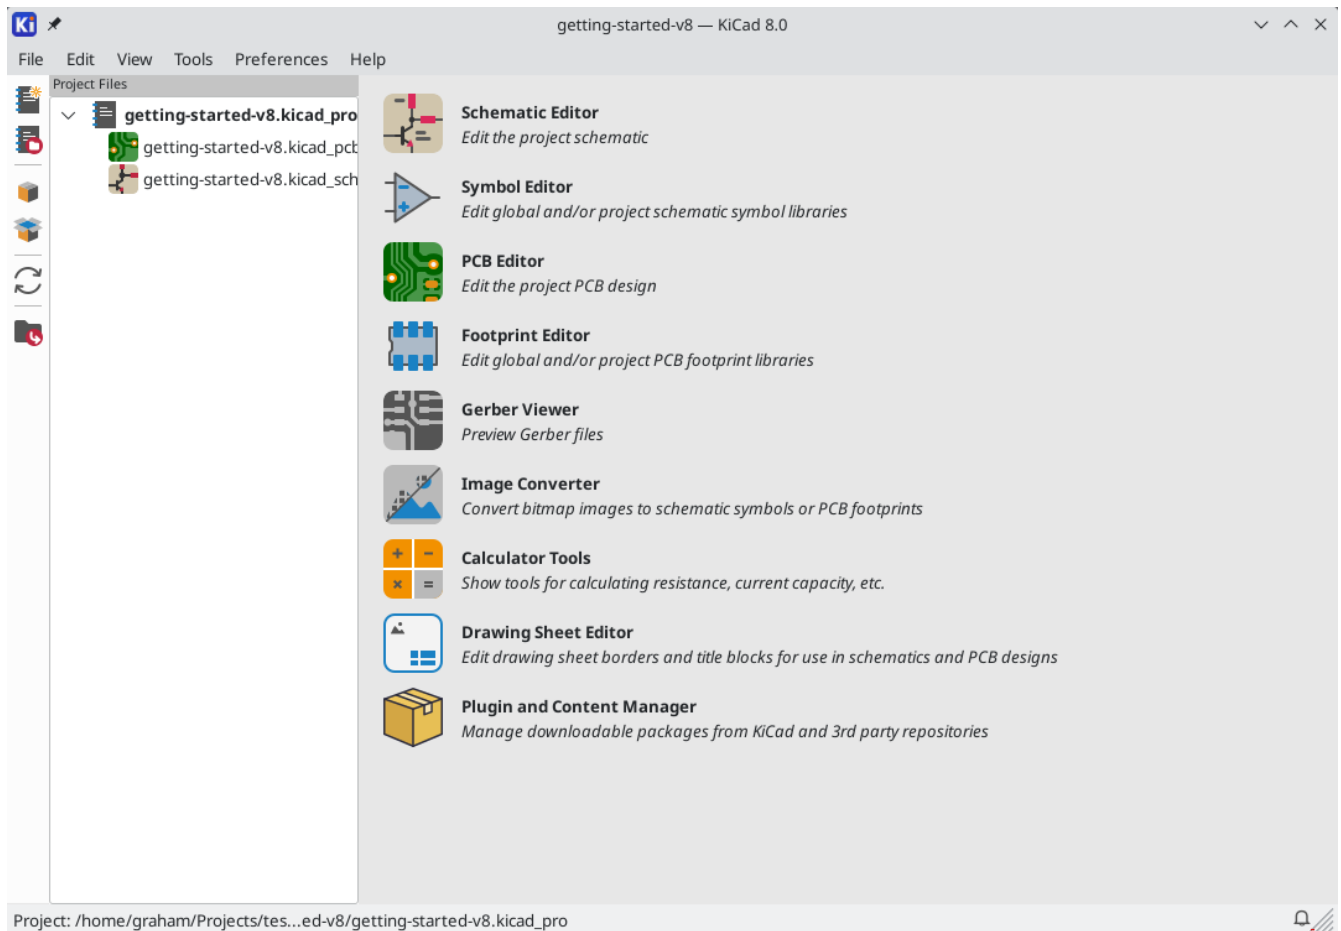 Ki
getting-started-v8 — KiCad 8.0
File Edit View Tools Preferences Help
Project Files
getting-started-v8.kicad_pro
getting-started-v8.kicad_pcb
getting-started-v8.kicad_sch
Schematic Editor
Edit the project schematic
Symbol Editor
Edit global and/or project schematic symbol libraries
PCB Editor
Edit the project PCB design
Footprint Editor
Edit global and/or project PCB footprint libraries
Gerber Viewer
Preview Gerber files
Image Converter
Convert bitmap images to schematic symbols or PCB footprints
Calculator Tools
Show tools for calculating resistance, current capacity, etc.
Drawing Sheet Editor
Edit drawing sheet borders and title blocks for use in schematics and PCB designs
Plugin and Content Manager
Manage downloadable packages from KiCad and 3rd party repositories
Project: /home/graham/Projects/tes...ed-v8/getting-started-v8.kicad_pro